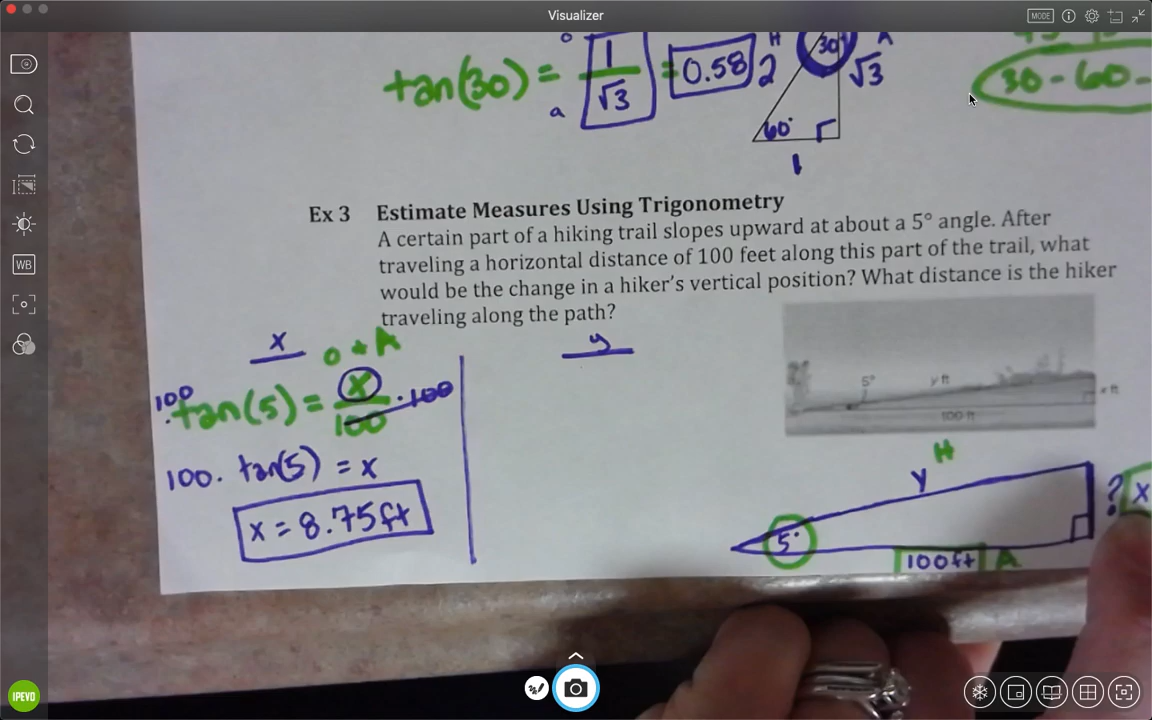 Visualizer
MODE
WB
tan(30) = o/a 1/√3 = 0.58
H
2
30°
A
√3
60°
1
30 - 60 -
Ex 3 Estimate Measures Using Trigonometry
A certain part of a hiking trail slopes upward at about a 5° angle. After
traveling a horizontal distance of 100 feet along this part of the trail, what
would be the change in a hiker's vertical position? What distance is the hiker
traveling along the path?
x
O + A
100 · tan(5) = x/100 · 100
100 · tan(5) = x
x = 8.75ft
y
5° y ft x ft
100 ft
H
y
? x
5°
100ft A
IPEVO